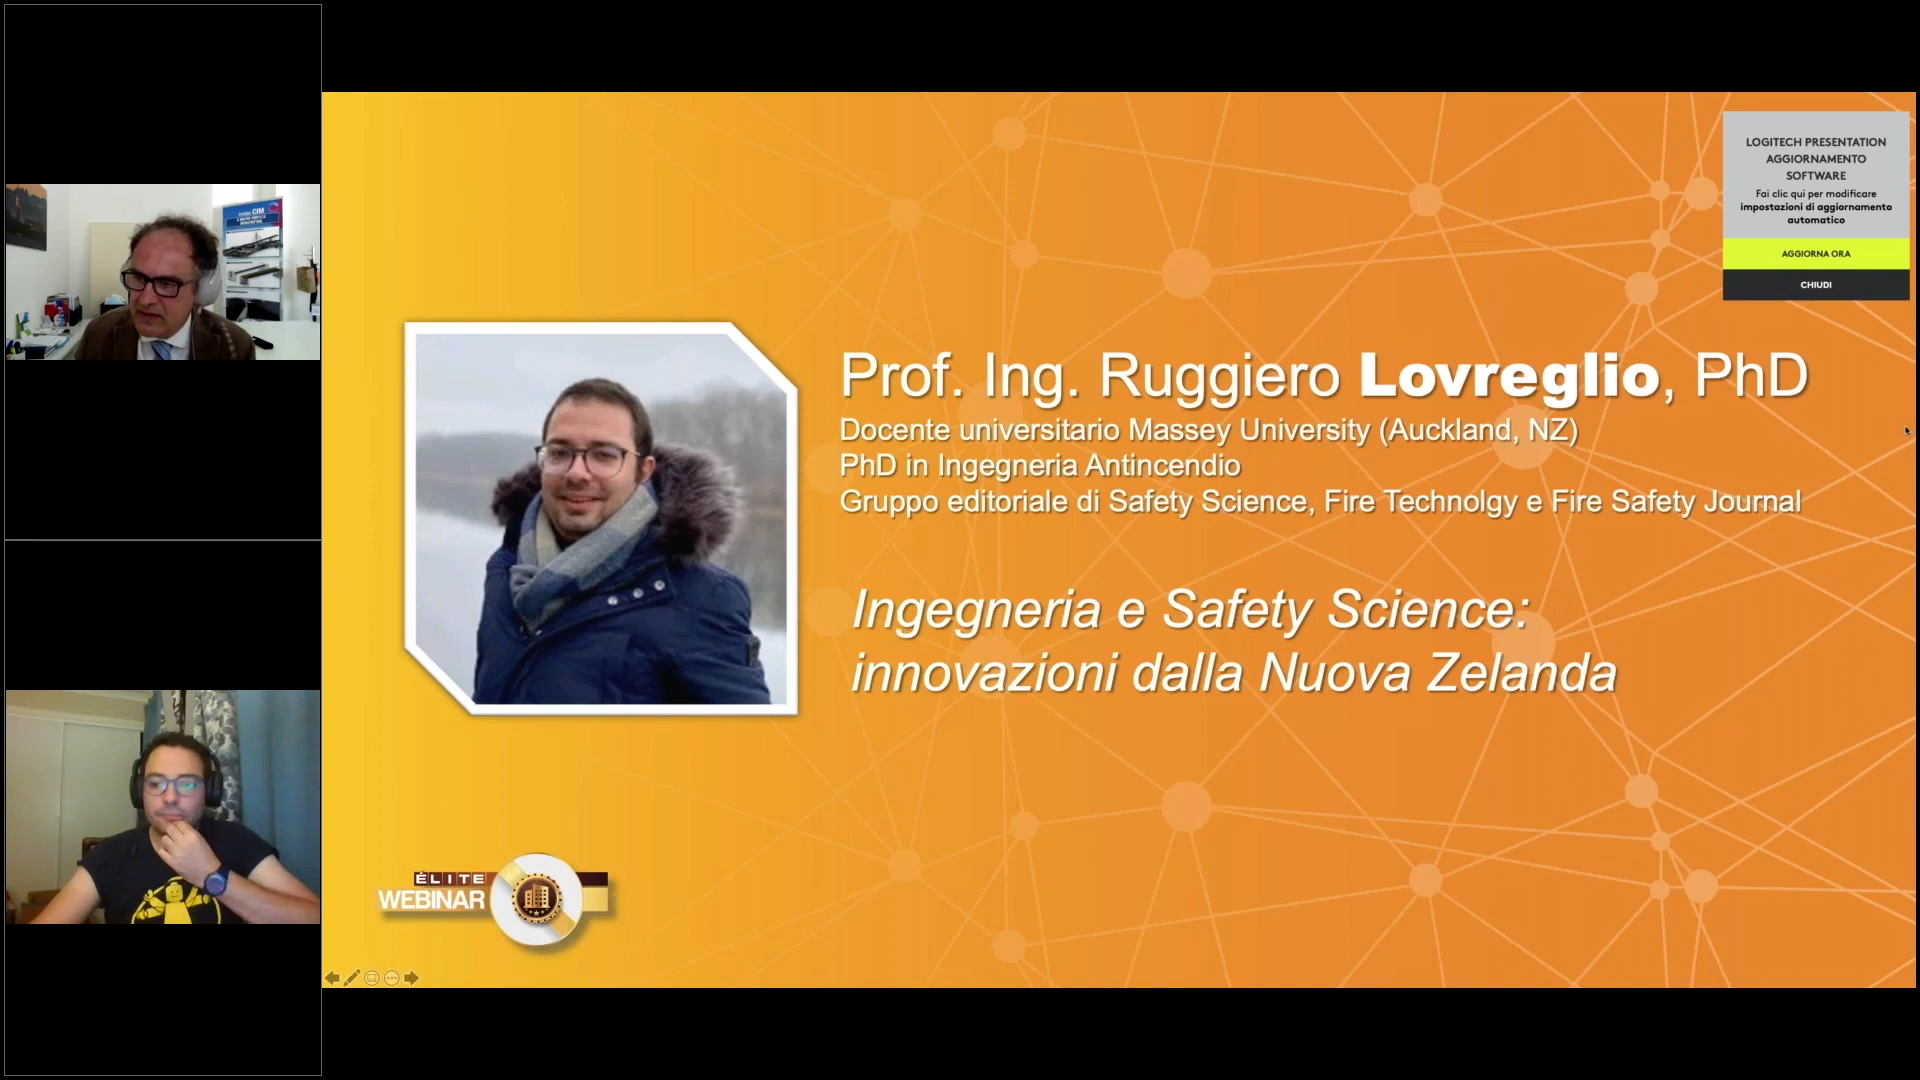 CIM
LOGITECH PRESENTATION
AGGIORNAMENTO
SOFTWARE
Fai clic qui per modificare
impostazioni di aggiornamento
automatico
AGGIORNA ORA
CHIUDI
Prof. Ing. Ruggiero Lovreglio, PhD
Docente universitario Massey University (Auckland, NZ)
PhD in Ingegneria Antincendio
Gruppo editoriale di Safety Science, Fire Technolgy e Fire Safety Journal
Ingegneria e Safety Science:
innovazioni dalla Nuova Zelanda
ÈLITE
WEBINAR